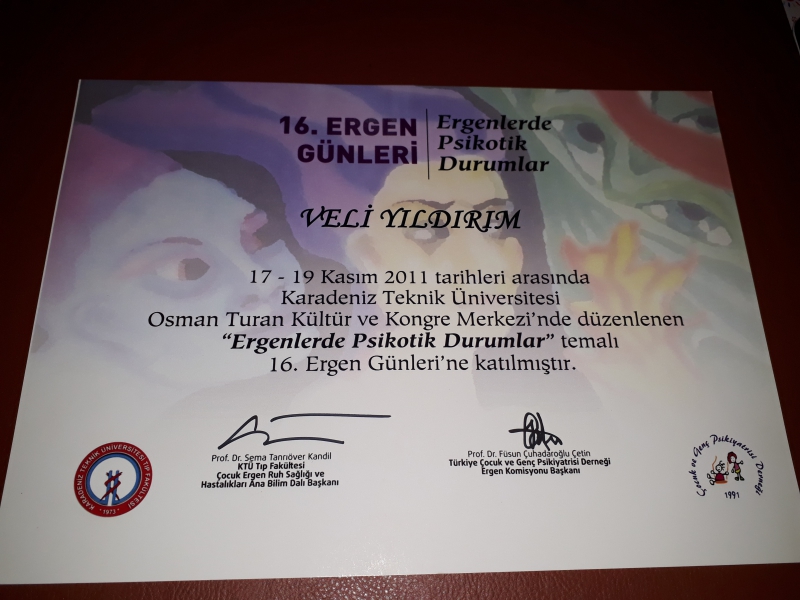 16. ERGEN GÜNLERİ
Ergenlerde Psikotik Durumlar
VELİ YILDIRIM
17 - 19 Kasım 2011 tarihleri arasında
Karadeniz Teknik Üniversitesi
Osman Turan Kültür ve Kongre Merkezi'nde düzenlenen
“Ergenlerde Psikotik Durumlar” temalı
16. Ergen Günleri'ne katılmıştır.
Prof. Dr. Sema Tannöver Kandil
KTÜ Tıp Fakültesi
Çocuk Ergen Ruh Sağlığı ve
Hastalıkları Ana Bilim Dalı Başkanı
Prof. Dr. Füsun Çuhadaroğlu Çetin
Türkiye Çocuk ve Genç Psikiyatrisi Derneği
Ergen Komisyonu Başkanı
KARADENİZ TEKNİK ÜNİVERSİTESİ TIP FAKÜLTESİ
- 1973 -
Çocuk ve Genç Psikiyatrisi Derneği
1991